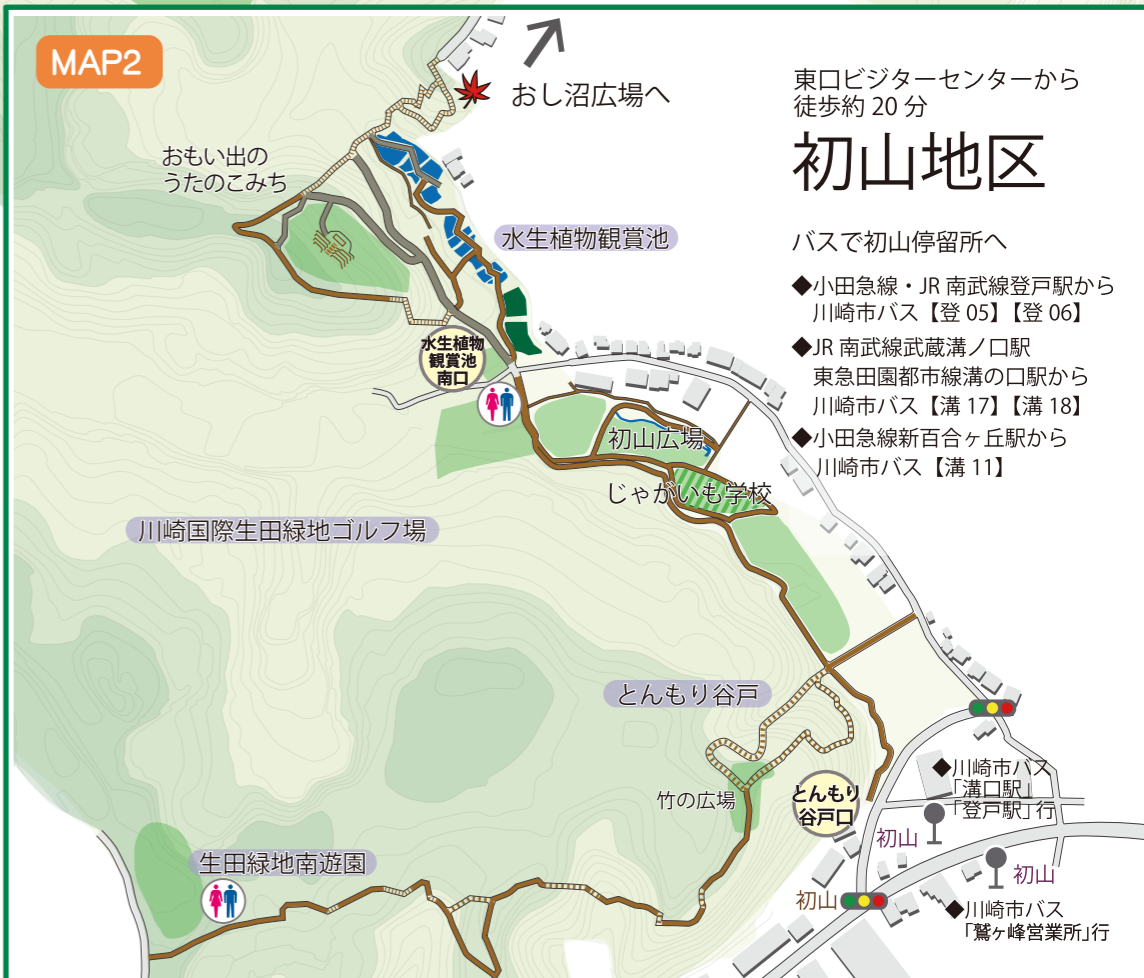 MAP2
おし沼広場へ
東口ビジターセンターから
徒歩約 20 分
初山地区
バスで初山停留所へ
◆小田急線・JR 南武線登戸駅から
川崎市バス【登 05】【登 06】
◆JR 南武線武蔵溝ノ口駅
東急田園都市線溝の口駅から
川崎市バス【溝 17】【溝 18】
◆小田急線新百合ヶ丘駅から
川崎市バス【溝 11】
おもい出の
うたのこみち
水生植物観賞池
水生植物
観賞池
南口
初山広場
じゃがいも学校
川崎国際生田緑地ゴルフ場
とんもり谷戸
竹の広場
とんもり
谷戸口
◆川崎市バス
「溝口駅」
「登戸駅」行
初山
初山
初山
◆川崎市バス
「鷲ヶ峰営業所」行
生田緑地南遊園